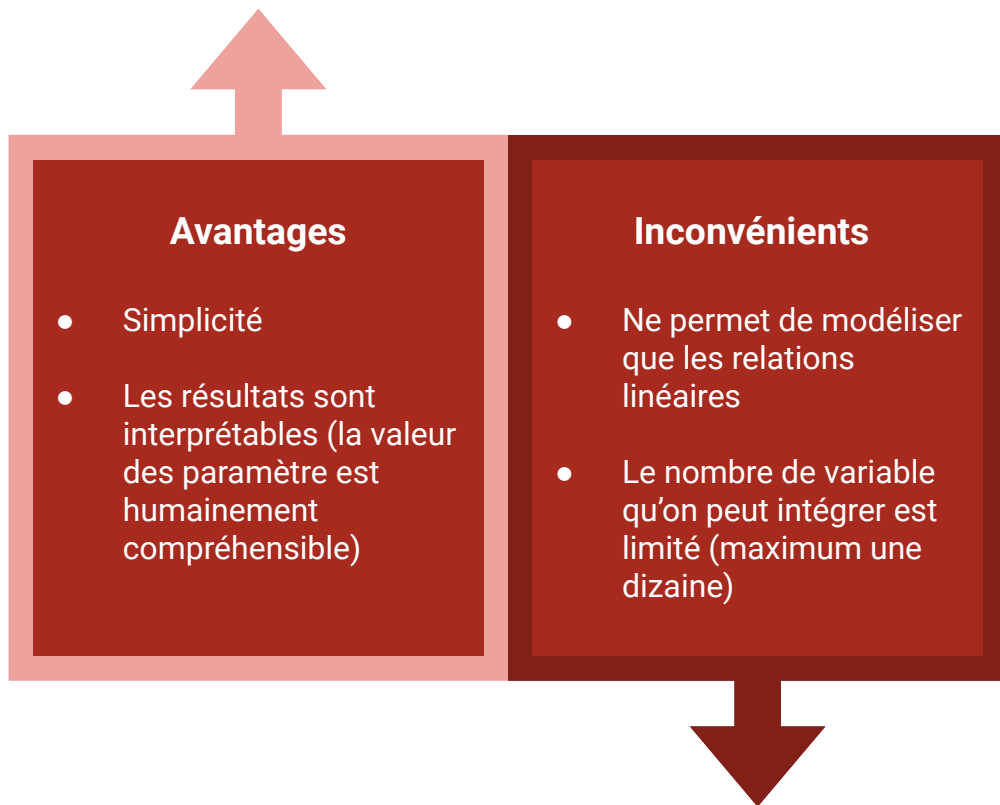 Avantages
● Simplicité
● Les résultats sont
interprétables (la valeur
des paramètre est
humainement
compréhensible)
Inconvénients
● Ne permet de modéliser
que les relations
linéaires
● Le nombre de variable
qu’on peut intégrer est
limité (maximum une
dizaine)